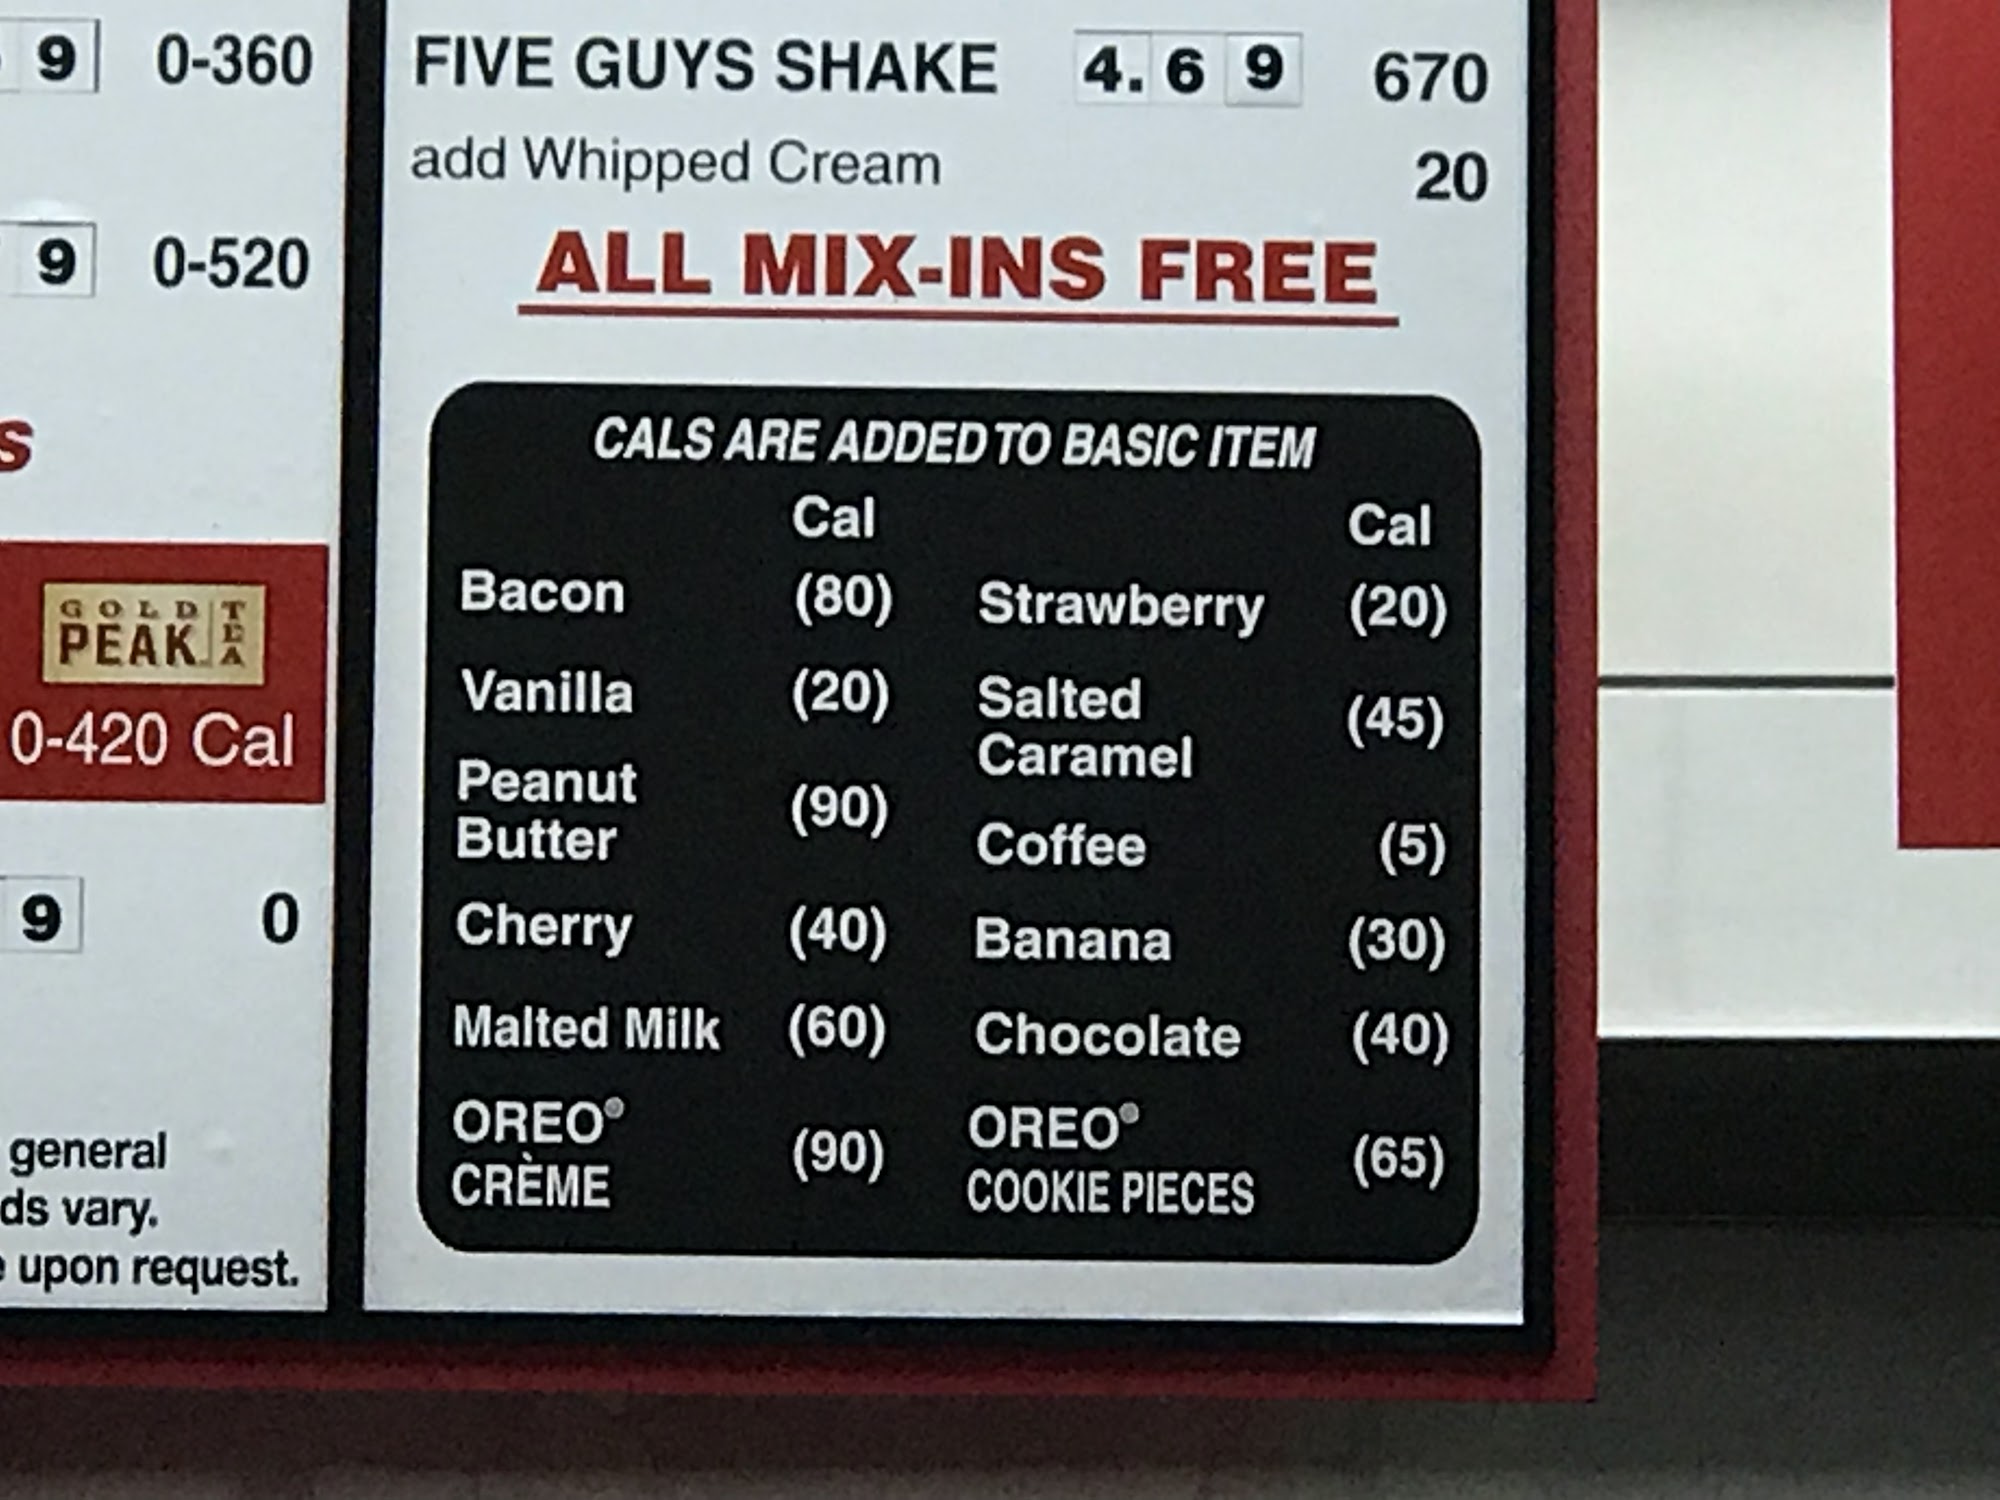 9 0-360
9 0-520
s
GOLD PEAK TEA
0-420 Cal
9 0
general
ds vary.
upon request.
FIVE GUYS SHAKE 4.69 670
add Whipped Cream 20
ALL MIX-INS FREE
CALS ARE ADDED TO BASIC ITEM
Cal Cal
Bacon (80) Strawberry (20)
Vanilla (20) Salted
Caramel (45)
Peanut
Butter (90) Coffee (5)
Cherry (40) Banana (30)
Malted Milk (60) Chocolate (40)
OREO® OREO®
CRÈME (90) COOKIE PIECES (65)